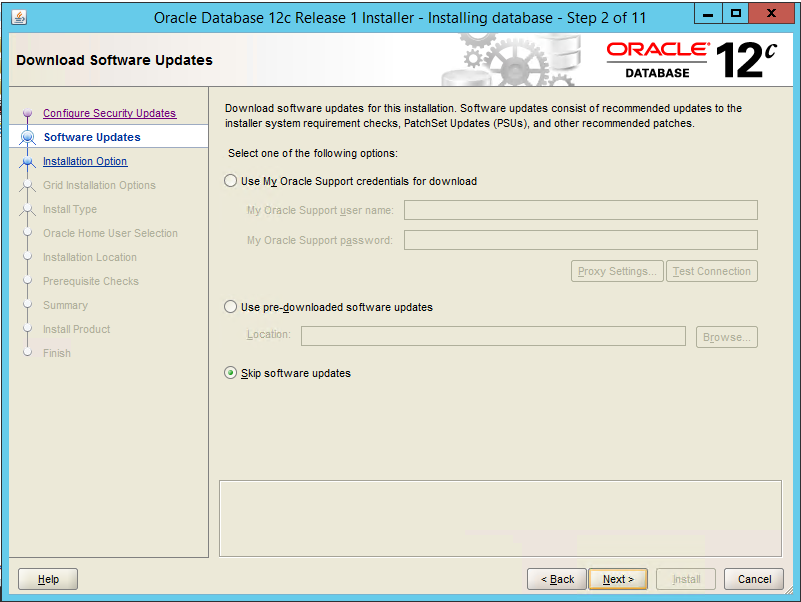 Oracle Database 12c Release 1 Installer - Installing database - Step 2 of 11
Download Software Updates
ORACLE®
DATABASE
12c
Configure Security Updates
Software Updates
Installation Option
Grid Installation Options
Install Type
Oracle Home User Selection
Installation Location
Prerequisite Checks
Summary
Install Product
Finish
Download software updates for this installation. Software updates consist of recommended updates to the
installer system requirement checks, PatchSet Updates (PSUs), and other recommended patches.
Select one of the following options:
Use My Oracle Support credentials for download
My Oracle Support user name:
My Oracle Support password:
Proxy Settings... Test Connection
Use pre-downloaded software updates
Location: Browse...
Skip software updates
Help < Back Next > Install Cancel